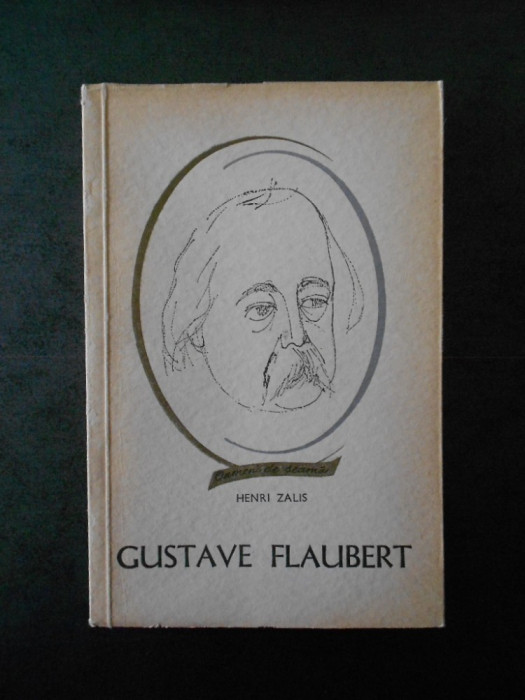 Oameni de seamă
HENRI ZALIS
GUSTAVE FLAUBERT